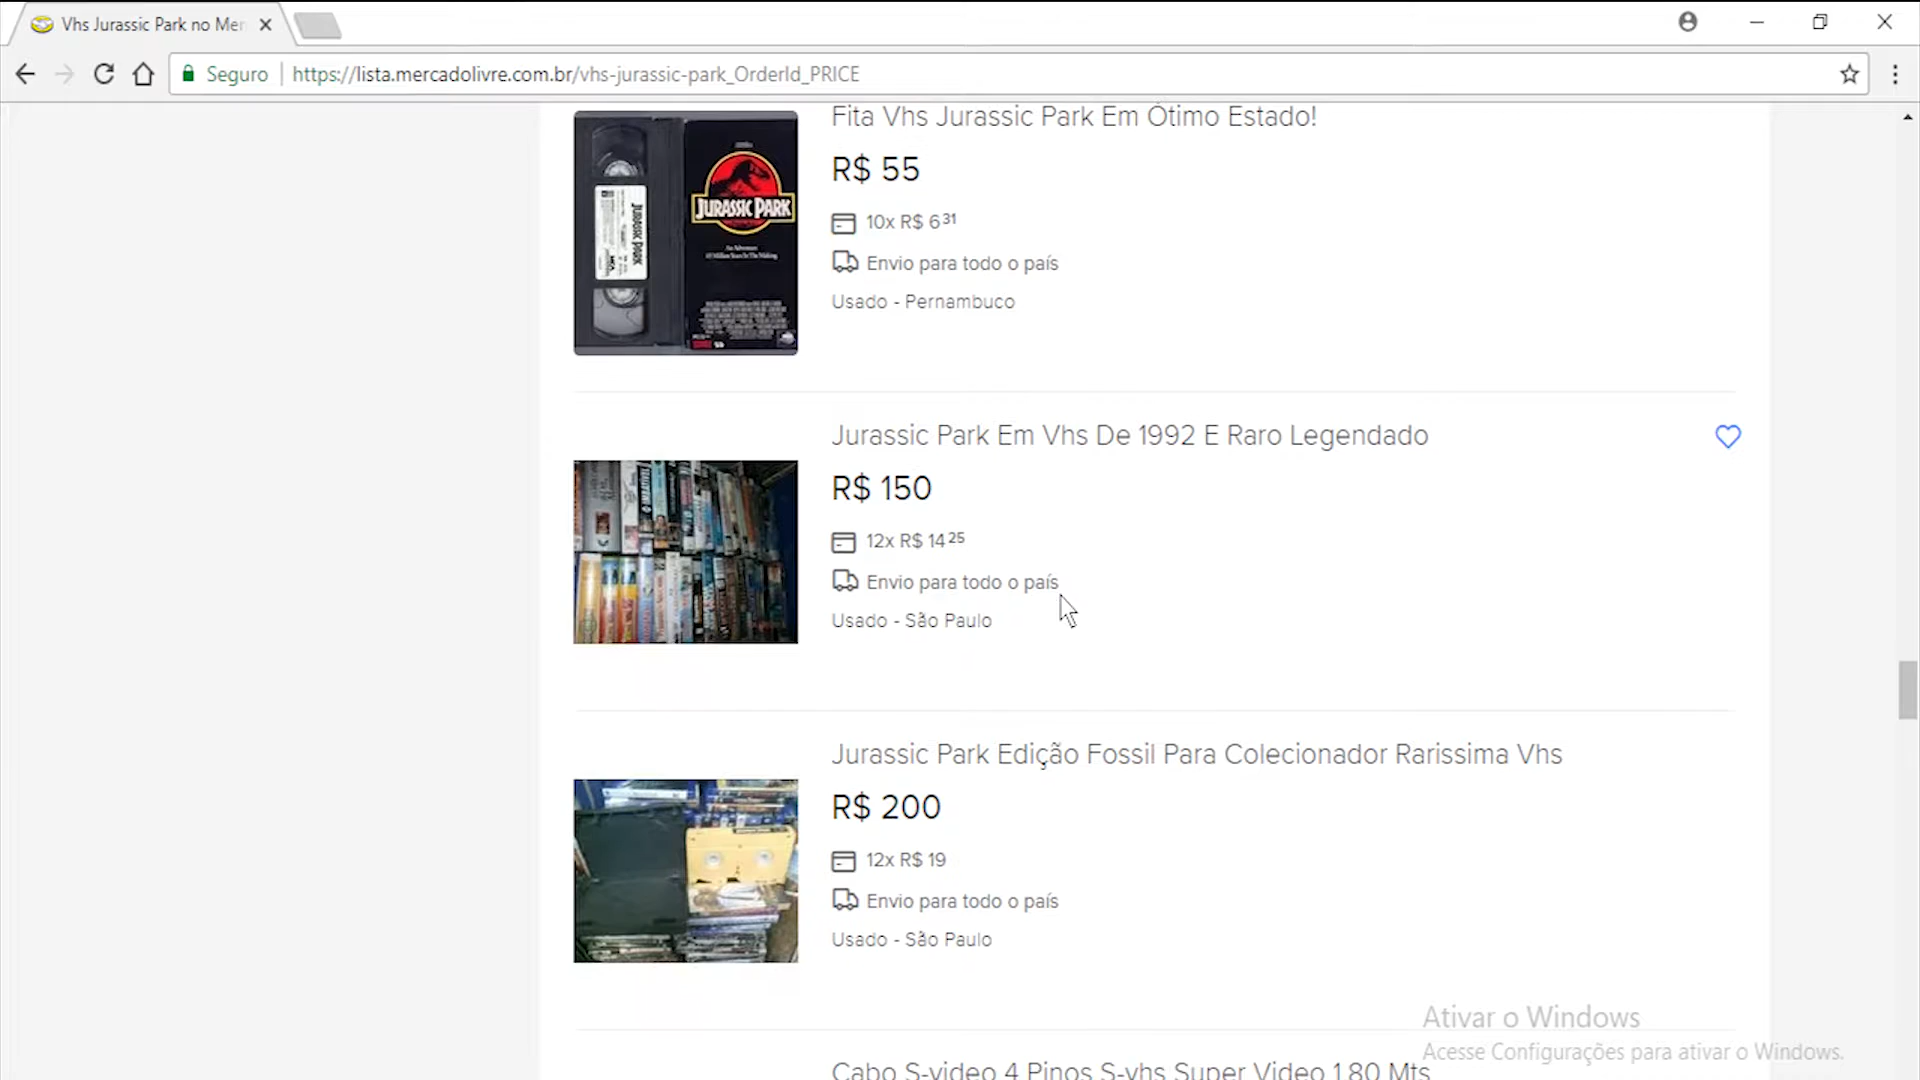 Vhs Jurassic Park no Mer
Seguro
https://lista.mercadolivre.com.br/vhs-jurassic-park_OrderId_PRICE
Fita Vhs Jurassic Park Em Ótimo Estado!
R$ 55
10x R$ 6 31
Envio para todo o país
Usado - Pernambuco
JURASSIC PARK
JURASSIC PARK
Jurassic Park Em Vhs De 1992 E Raro Legendado
R$ 150
12x R$ 14 25
Envio para todo o país
Usado - São Paulo
Jurassic Park Edição Fossil Para Colecionador Rarissima Vhs
R$ 200
12x R$ 19
Envio para todo o país
Usado - São Paulo
Ativar o Windows
Acesse Configurações para ativar o Windows.
Cabo S-video 4 Pinos S-vhs Super Video 1,80 Mts